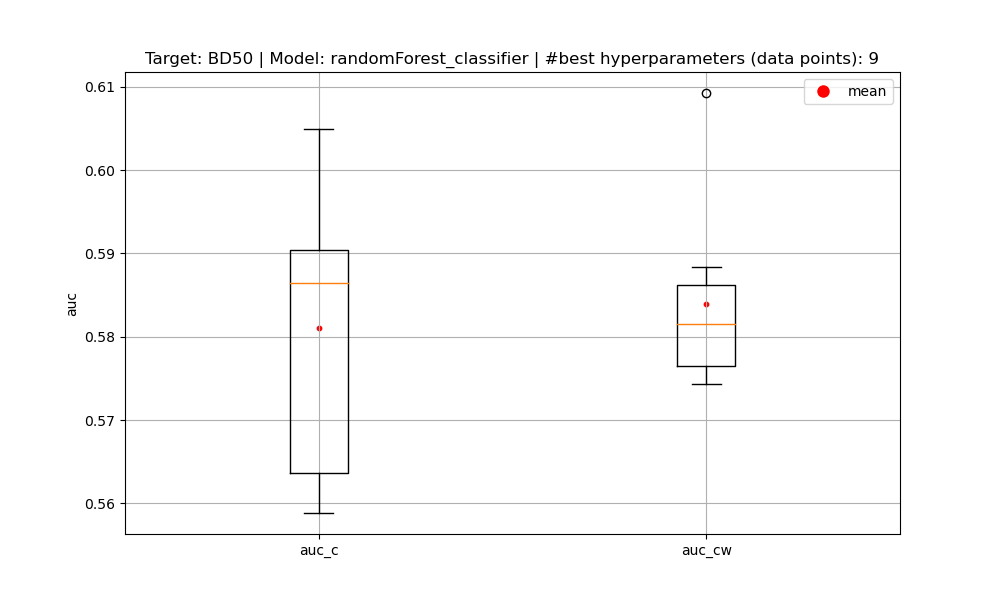 Target: BD50 | Model: randomForest_classifier | #best hyperparameters (data points): 9
mean
0.61
0.60
0.59
0.58
0.57
0.56
auc
auc_c
auc_cw